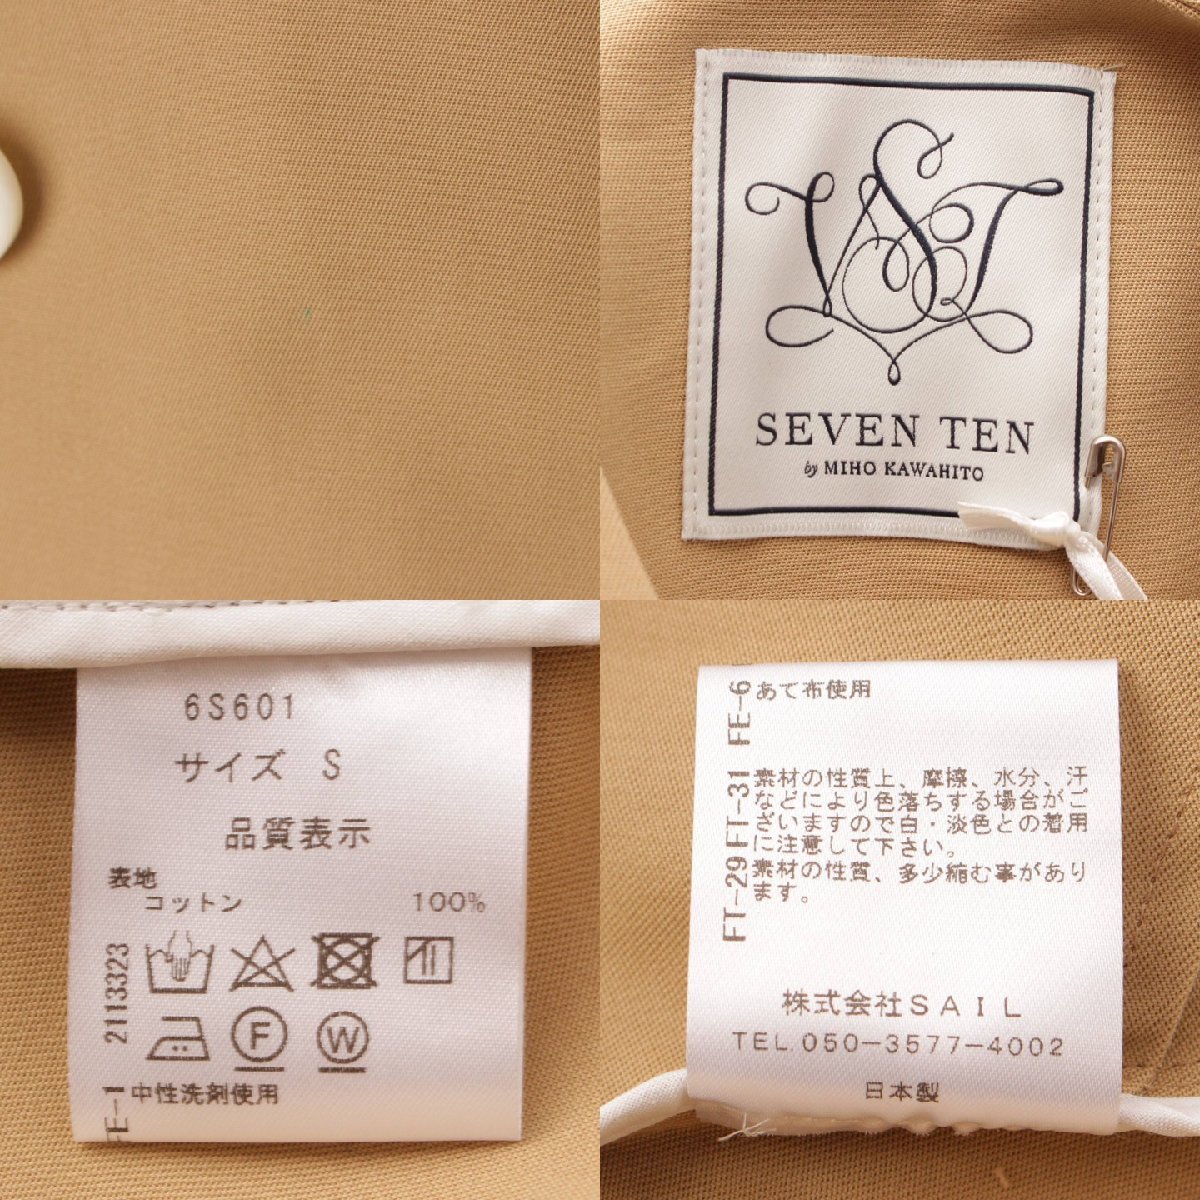 SEVEN TEN
by MIHO KAWAHITO
6S601
サイズ S
品質表示
表地
コットン 100%
2113323
F
W
FE-1 中性洗剤使用
FE-6 あて布使用
FT-31 素材の性質上、摩擦、水分、汗
などにより色落ちする場合がご
ざいますので白・淡色との着用
に注意して下さい。
FT-29 素材の性質、多少縮む事があり
ます。
株式会社SAIL
TEL.050-3577-4002
日本製